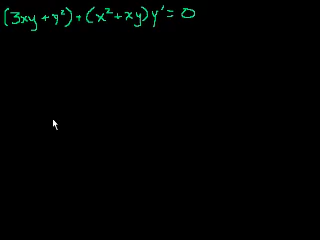 (3xy + y²) + (x² + xy) y' = 0